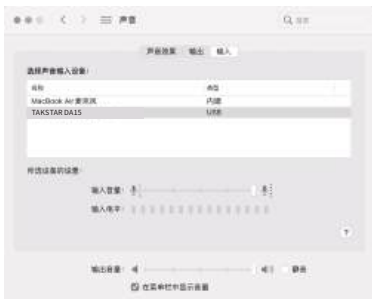 声音
搜索
声音效果 输出 输入
选择声音输入设备:
名称 类型
MacBook Air 麦克风 内建
TAKSTAR DA15 USB
所选设备的设置:
输入音量:
输入电平:
?
输出音量: 静音
在菜单栏中显示音量